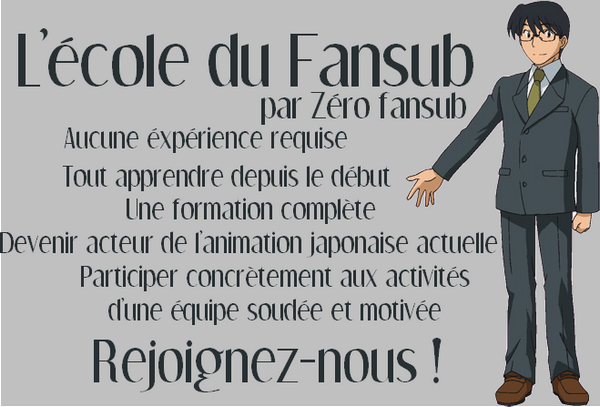 L'école du Fansub
par Zéro fansub
Aucune éxpérience requise
Tout apprendre depuis le début
Une formation complète
Devenir acteur de l'animation japonaise actuelle
Participer concrètement aux activités
d'une équipe soudée et motivée
Rejoignez-nous !